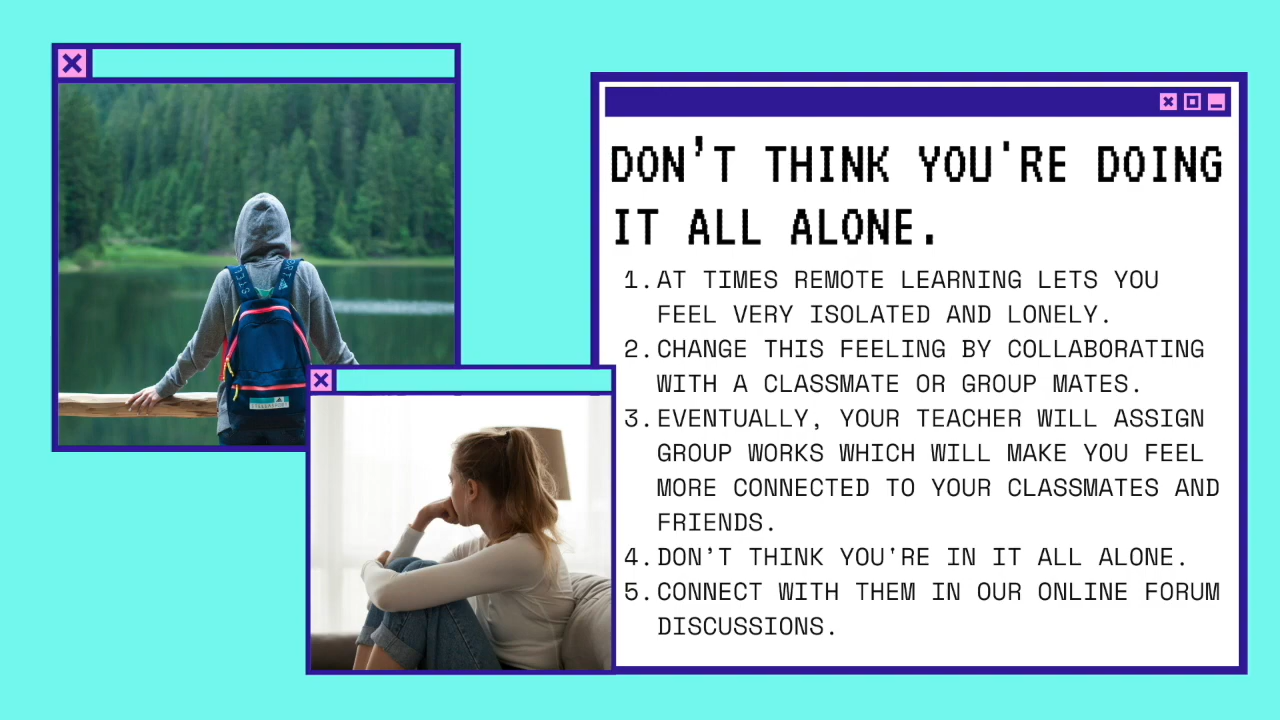 DON’T THINK YOU'RE DOING
IT ALL ALONE.
1. AT TIMES REMOTE LEARNING LETS YOU
FEEL VERY ISOLATED AND LONELY.
2. CHANGE THIS FEELING BY COLLABORATING
WITH A CLASSMATE OR GROUP MATES.
3. EVENTUALLY, YOUR TEACHER WILL ASSIGN
GROUP WORKS WHICH WILL MAKE YOU FEEL
MORE CONNECTED TO YOUR CLASSMATES AND
FRIENDS.
4. DON’T THINK YOU'RE IN IT ALL ALONE.
5. CONNECT WITH THEM IN OUR ONLINE FORUM
DISCUSSIONS.